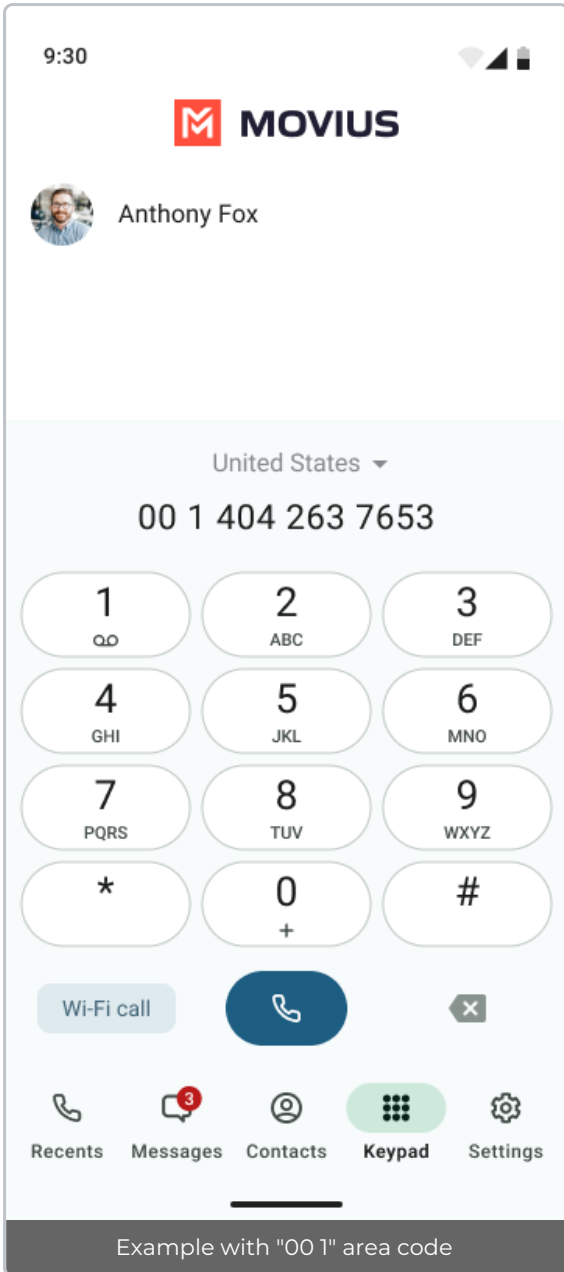 9:30
MOVIUS
Anthony Fox
United States
00 1 404 263 7653
1 2 3
ABC DEF
4 5 6
GHI JKL MNO
7 8 9
PQRS TUV WXYZ
* 0 #
+
Wi-Fi call
3
Recents Messages Contacts Keypad Settings
Example with "00 1" area code